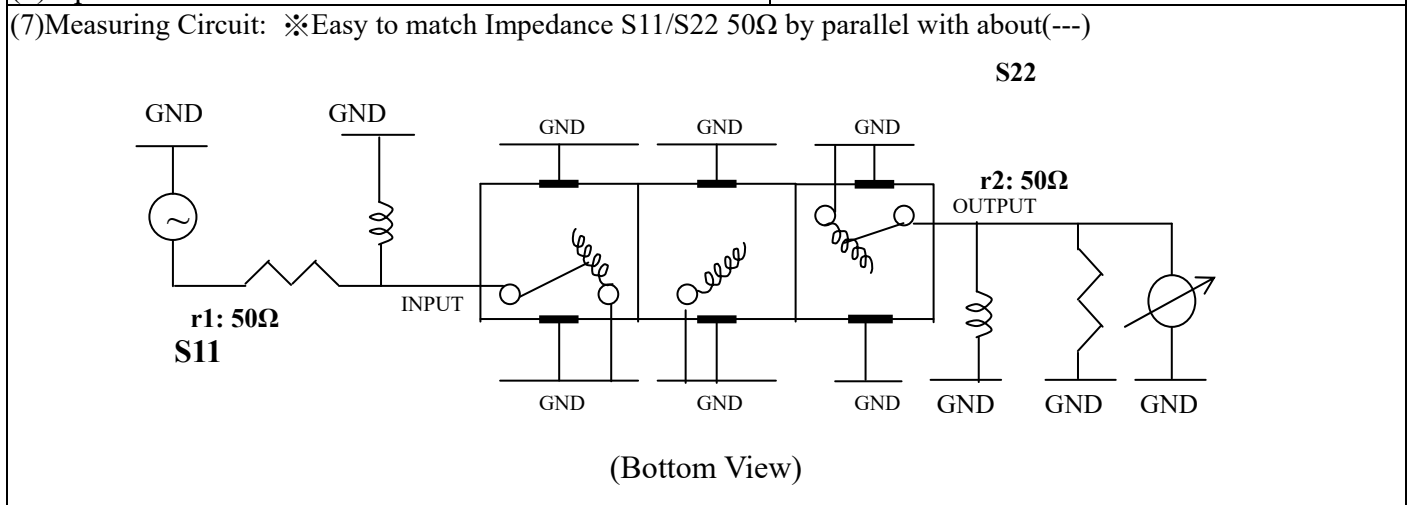 (7)Measuring Circuit: ※Easy to match Impedance S11/S22 50Ω by parallel with about(---)
S22
GND GND GND GND GND
r2: 50Ω
OUTPUT
INPUT
r1: 50Ω
S11
GND GND GND GND GND GND
(Bottom View)